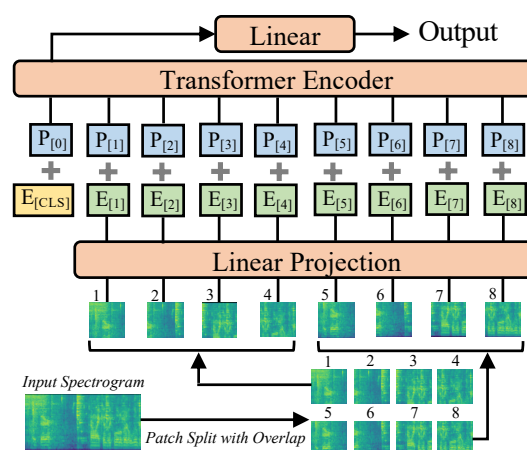 Linear
Output
Transformer Encoder
P[0] P[1] P[2] P[3] P[4] P[5] P[6] P[7] P[8]
+ + + + + + + + +
E[CLS] E[1] E[2] E[3] E[4] E[5] E[6] E[7] E[8]
Linear Projection
1 2 3 4 5 6 7 8
1 2 3 4
Input Spectrogram
5 6 7 8
Patch Split with Overlap